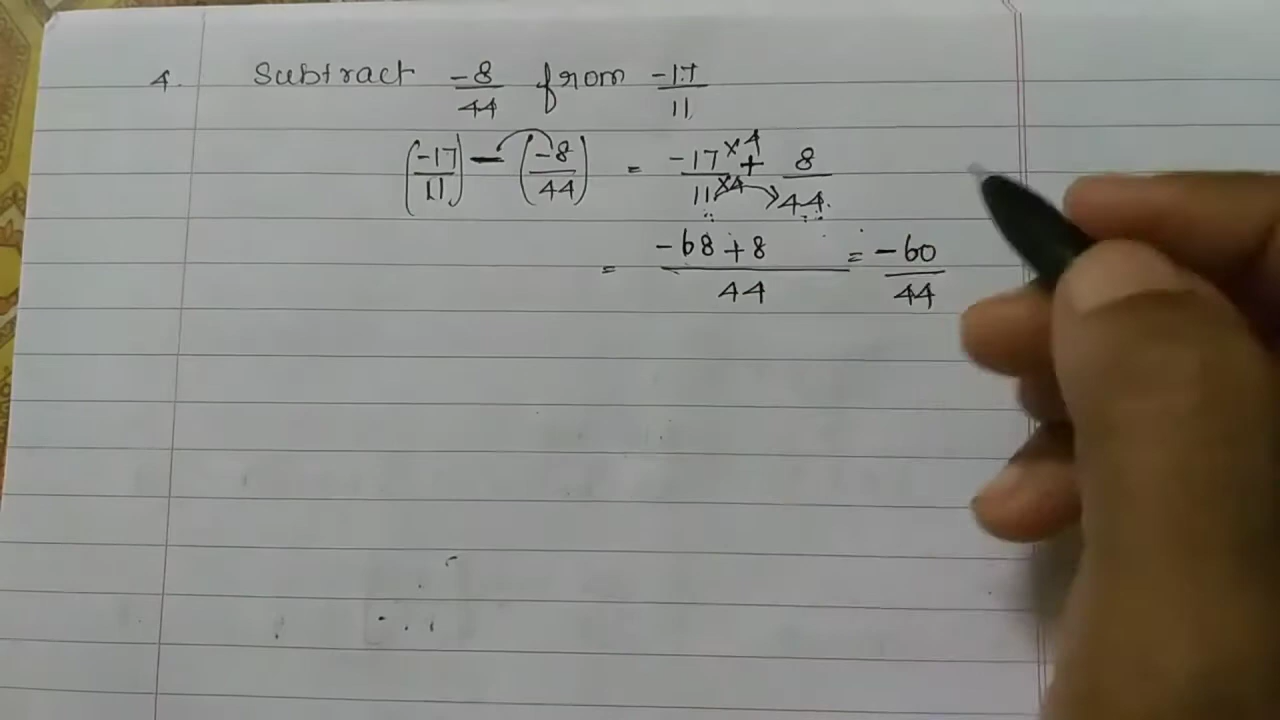 4. Subtract -8/44 from -17/11
(-17/11) - (-8/44) = -17×4/11×4 + 8/44
= -68+8/44 = -60/44